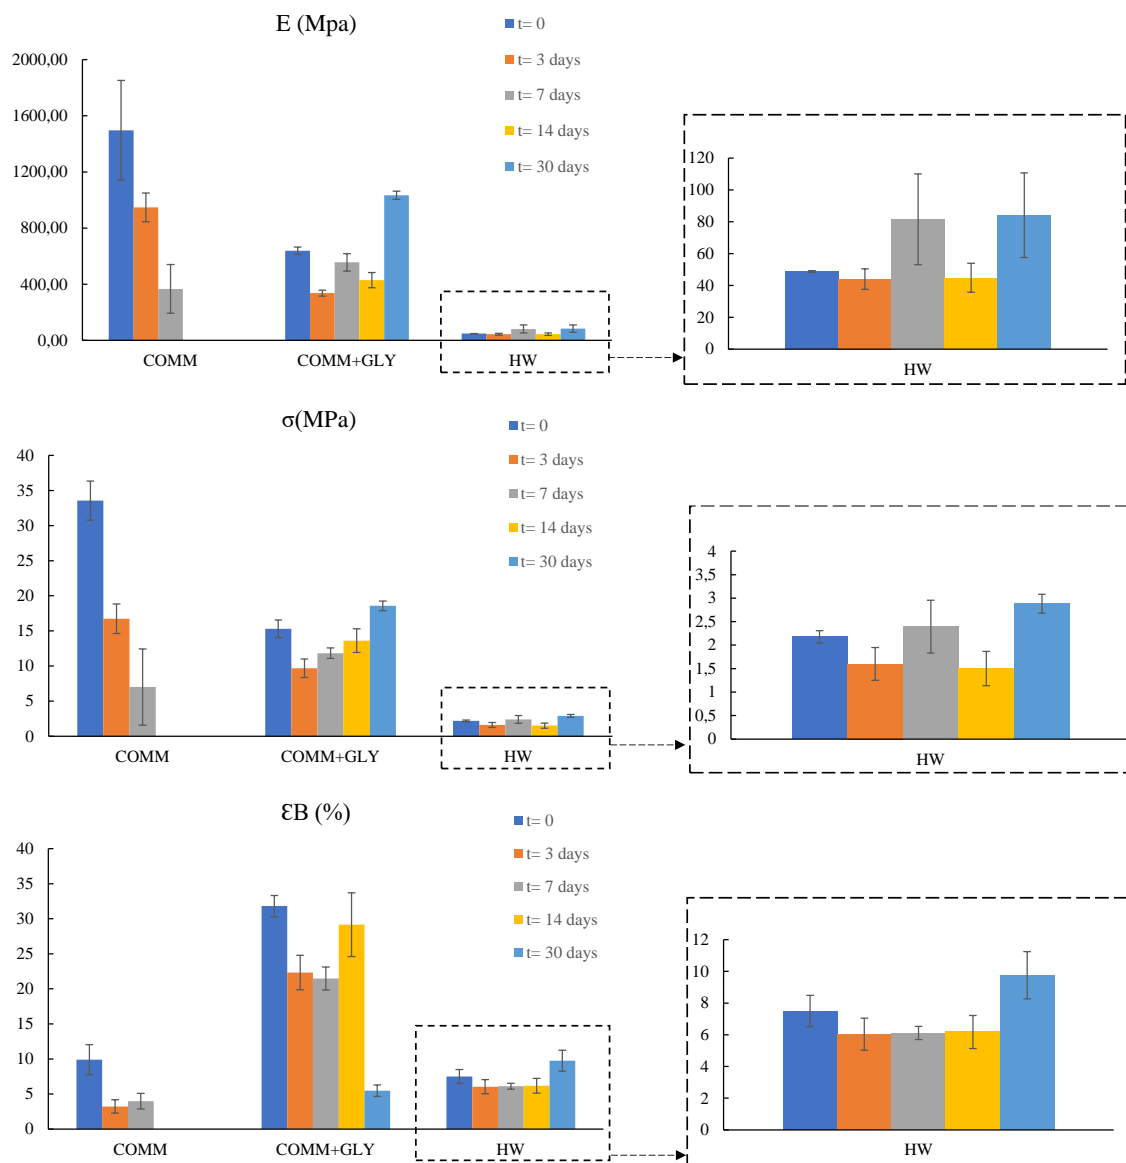 E (Mpa)
t= 0
t= 3 days
t= 7 days
t= 14 days
t= 30 days
2000,00
1600,00
1200,00
800,00
400,00
0,00
COMM
COMM+GLY
HW
120
100
80
60
40
20
0
HW
σ(MPa)
t= 0
t= 3 days
t= 7 days
t= 14 days
t= 30 days
40
35
30
25
20
15
10
5
0
COMM
COMM+GLY
HW
4
3,5
3
2,5
2
1,5
1
0,5
0
HW
ƐB (%)
t= 0
t= 3 days
t= 7 days
t= 14 days
t= 30 days
40
35
30
25
20
15
10
5
0
COMM
COMM+GLY
HW
12
10
8
6
4
2
0
HW